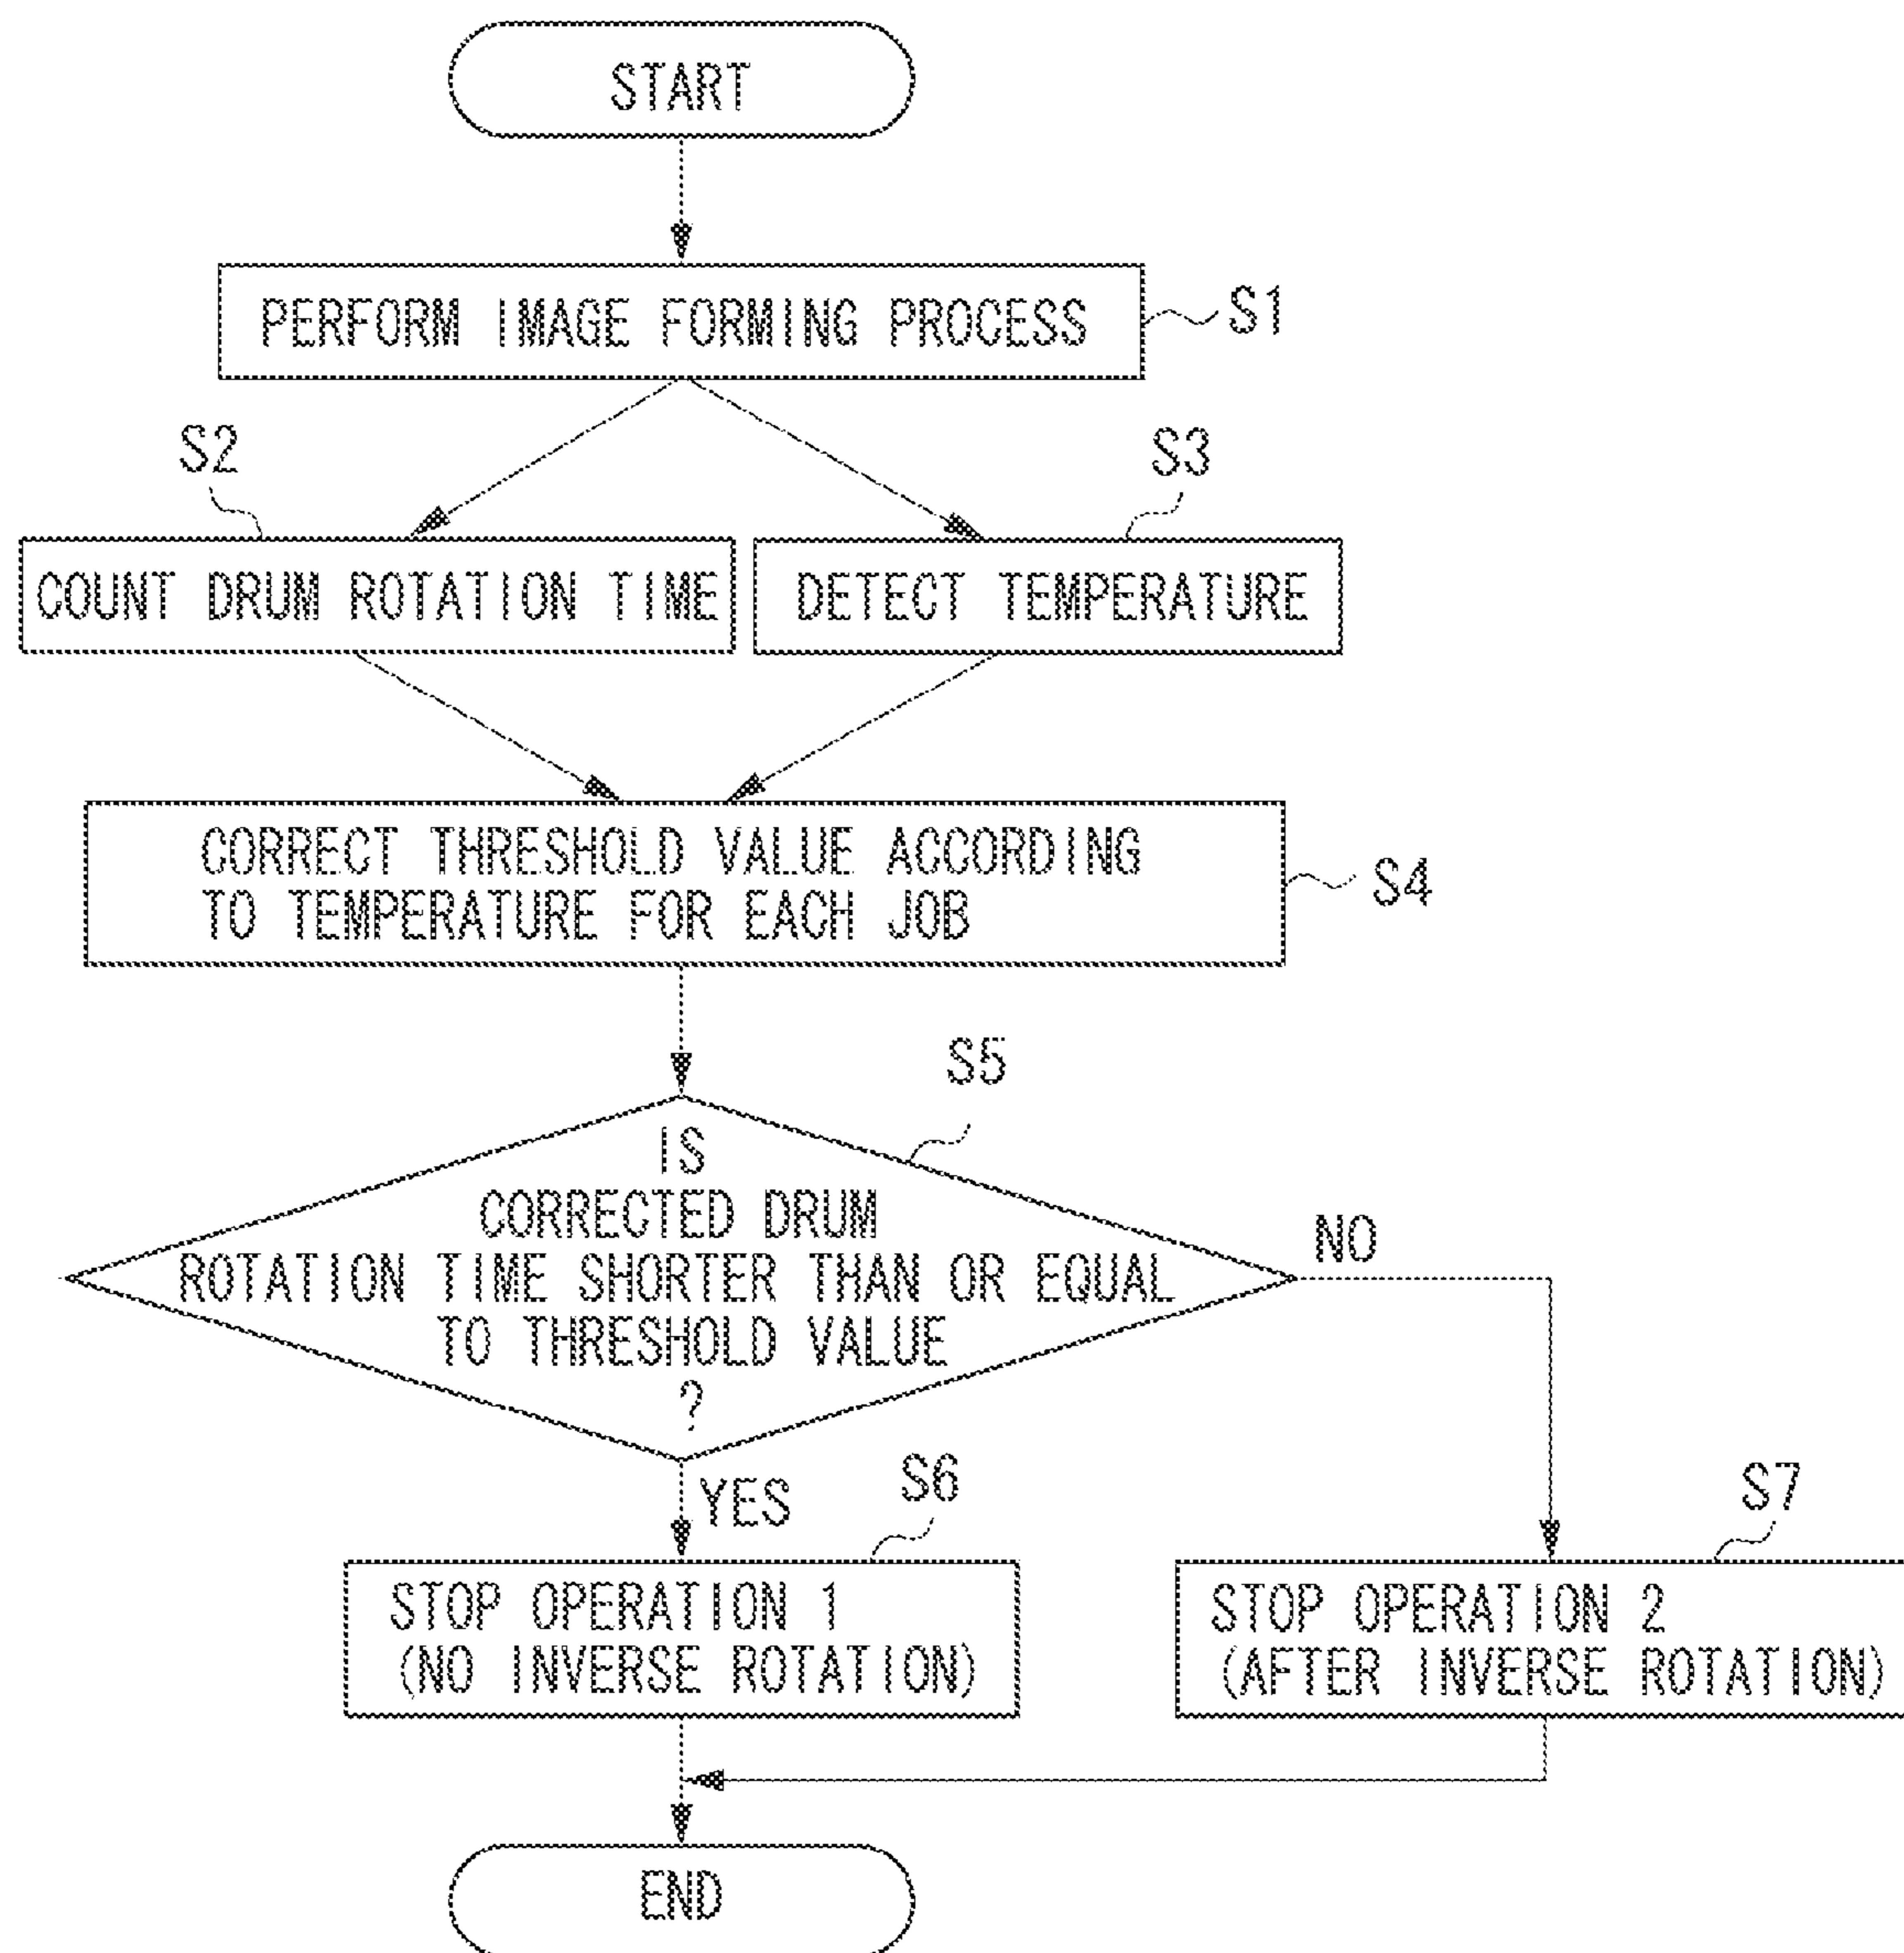 START
PERFORM IMAGE FORMING PROCESS
S1
S2
S3
COUNT DRUM ROTATION TIME
DETECT TEMPERATURE
CORRECT THRESHOLD VALUE ACCORDING
TO TEMPERATURE FOR EACH JOB
S4
S5
IS
CORRECTED DRUM
ROTATION TIME SHORTER THAN OR EQUAL
TO THRESHOLD VALUE
?
NO
YES
S6
S7
STOP OPERATION 1
(NO INVERSE ROTATION)
STOP OPERATION 2
(AFTER INVERSE ROTATION)
END